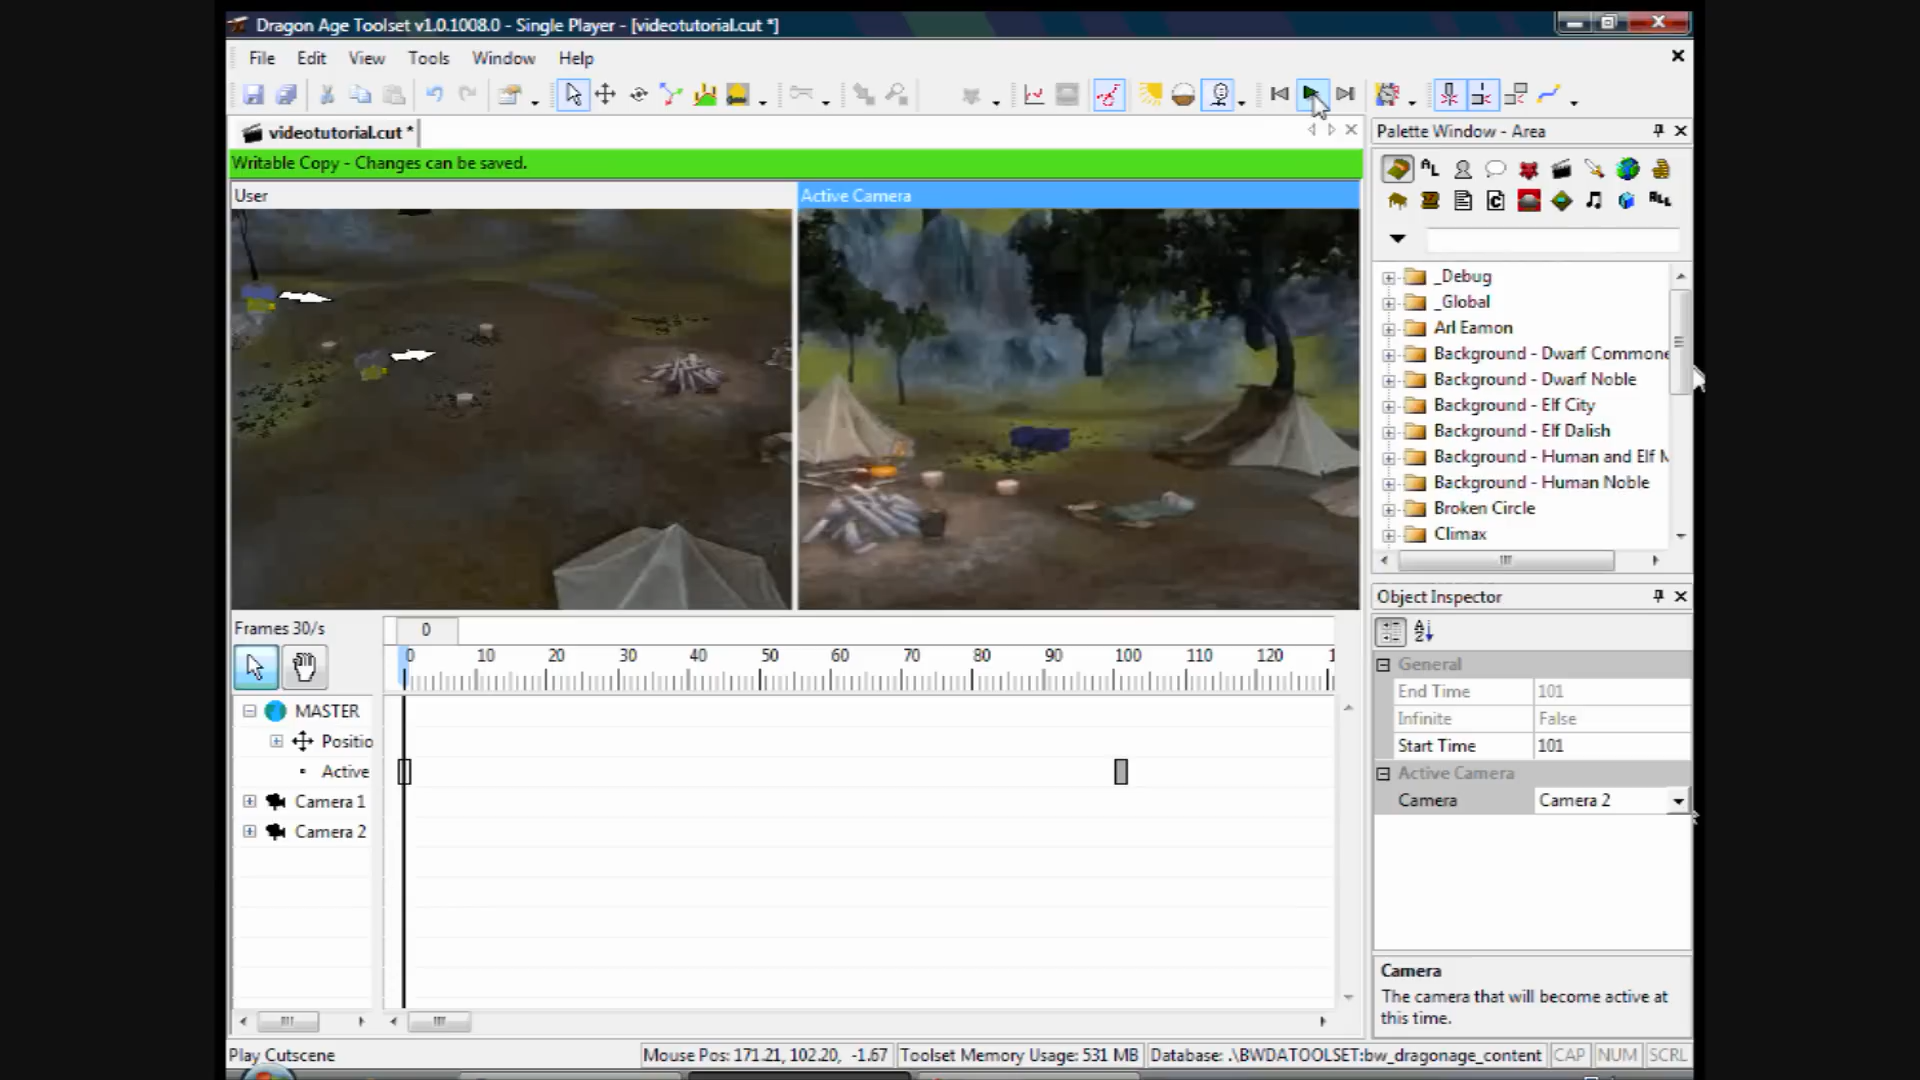 Dragon Age Toolset v1.0.1008.0 - Single Player - [videotutorial.cut *]
File Edit View Tools Window Help
videotutorial.cut *
Palette Window - Area
Writable Copy - Changes can be saved.
User
Active Camera
_Debug
_Global
Arl Eamon
Background - Dwarf Commone
Background - Dwarf Noble
Background - Elf City
Background - Elf Dalish
Background - Human and Elf M
Background - Human Noble
Broken Circle
Climax
Object Inspector
Frames 30/s
0
0 10 20 30 40 50 60 70 80 90 100 110 120 1
General
End Time 101
Infinite False
Start Time 101
Active Camera
Camera Camera 2
MASTER
Positio
Active
Camera 1
Camera 2
Camera
The camera that will become active at
this time.
Play Cutscene
Mouse Pos: 171.21, 102.20, -1.67
Toolset Memory Usage: 531 MB
Database: .\BWDATOOLSET:bw_dragonage_content
CAP NUM SCRL